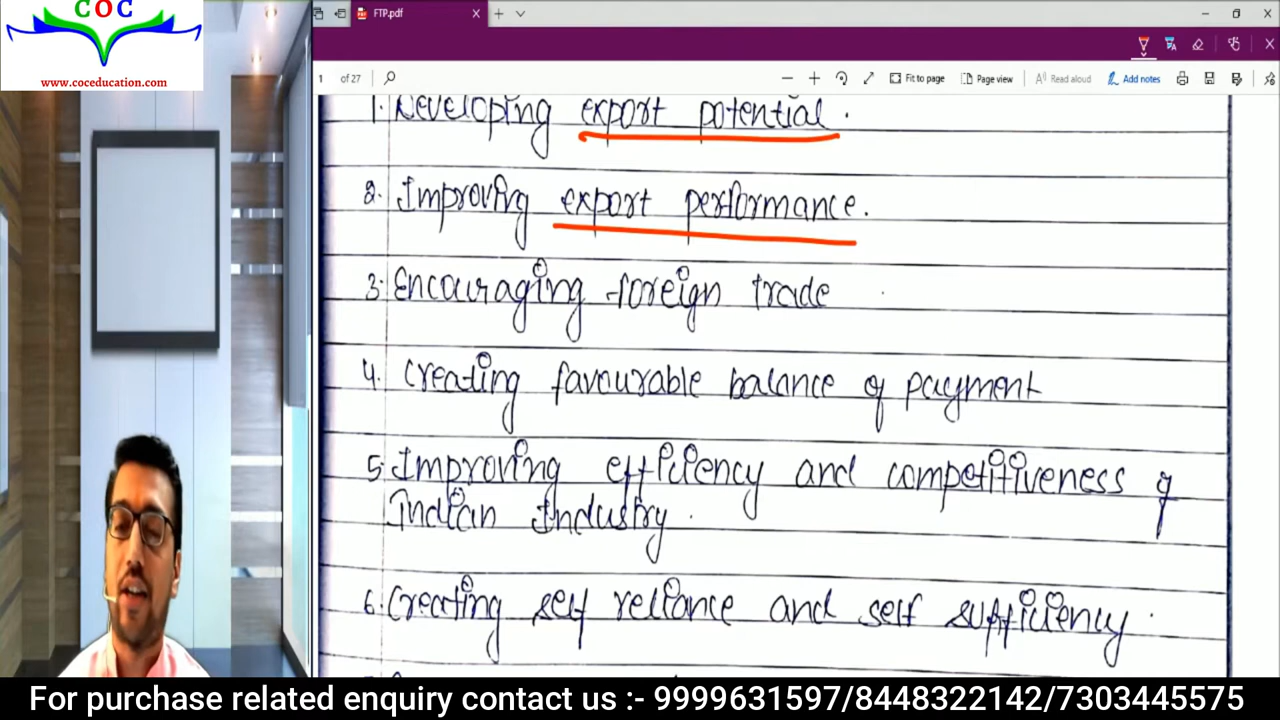 COC
www.coceducation.com
FTP.pdf
1 of 27
Fit to page
Page view
Read aloud
Add notes
1. Developing export potential.
2. Improving export performance.
3. Encouraging foreign trade
4. Creating favourable balance of payment
5. Improving efficiency and competitiveness of
Indian Industry.
6. Creating self reliance and self sufficiency.
For purchase related enquiry contact us :- 9999631597/8448322142/7303445575